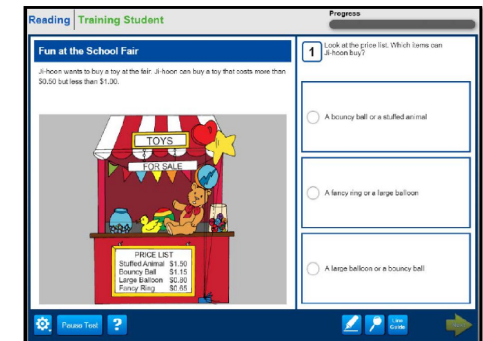 Reading Training Student
Progress
Fun at the School Fair
Ji-hoon wants to buy a toy at the fair. Ji-hoon can buy a toy that costs more than
$0.50 but less than $1.00.
TOYS
FOR SALE
PRICE LIST
Stuffed Animal $1.50
Bouncy Ball $1.15
Large Balloon $0.80
Fancy Ring $0.65
1 Look at the price list. Which items can
Ji-hoon buy?
A bouncy ball or a stuffed animal
A fancy ring or a large balloon
A large balloon or a bouncy ball
Pause Test
?
Line
Guide